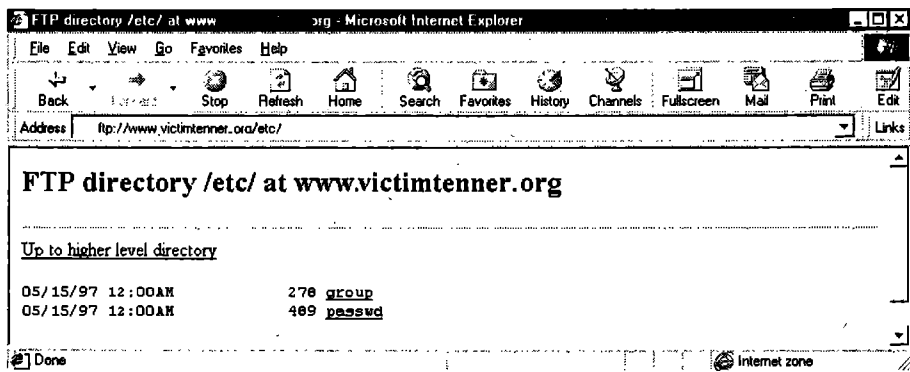 FTP directory /etc/ at www org - Microsoft Internet Explorer
File Edit View Go Favorites Help
Back Forward Stop Refresh Home Search Favorites History Channels Fullscreen Mail Print Edit
Address ftp://www.victimtenner.org/etc/ Links
FTP directory /etc/ at www.victimtenner.org
Up to higher level directory
05/15/97 12:00AM 278 group
05/15/97 12:00AM 489 passwd
Done Internet zone